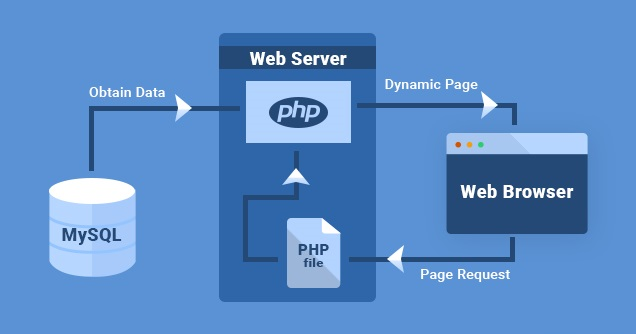 Web Server
Obtain Data
php
Dynamic Page
MySQL
Web Browser
PHP
file
Page Request